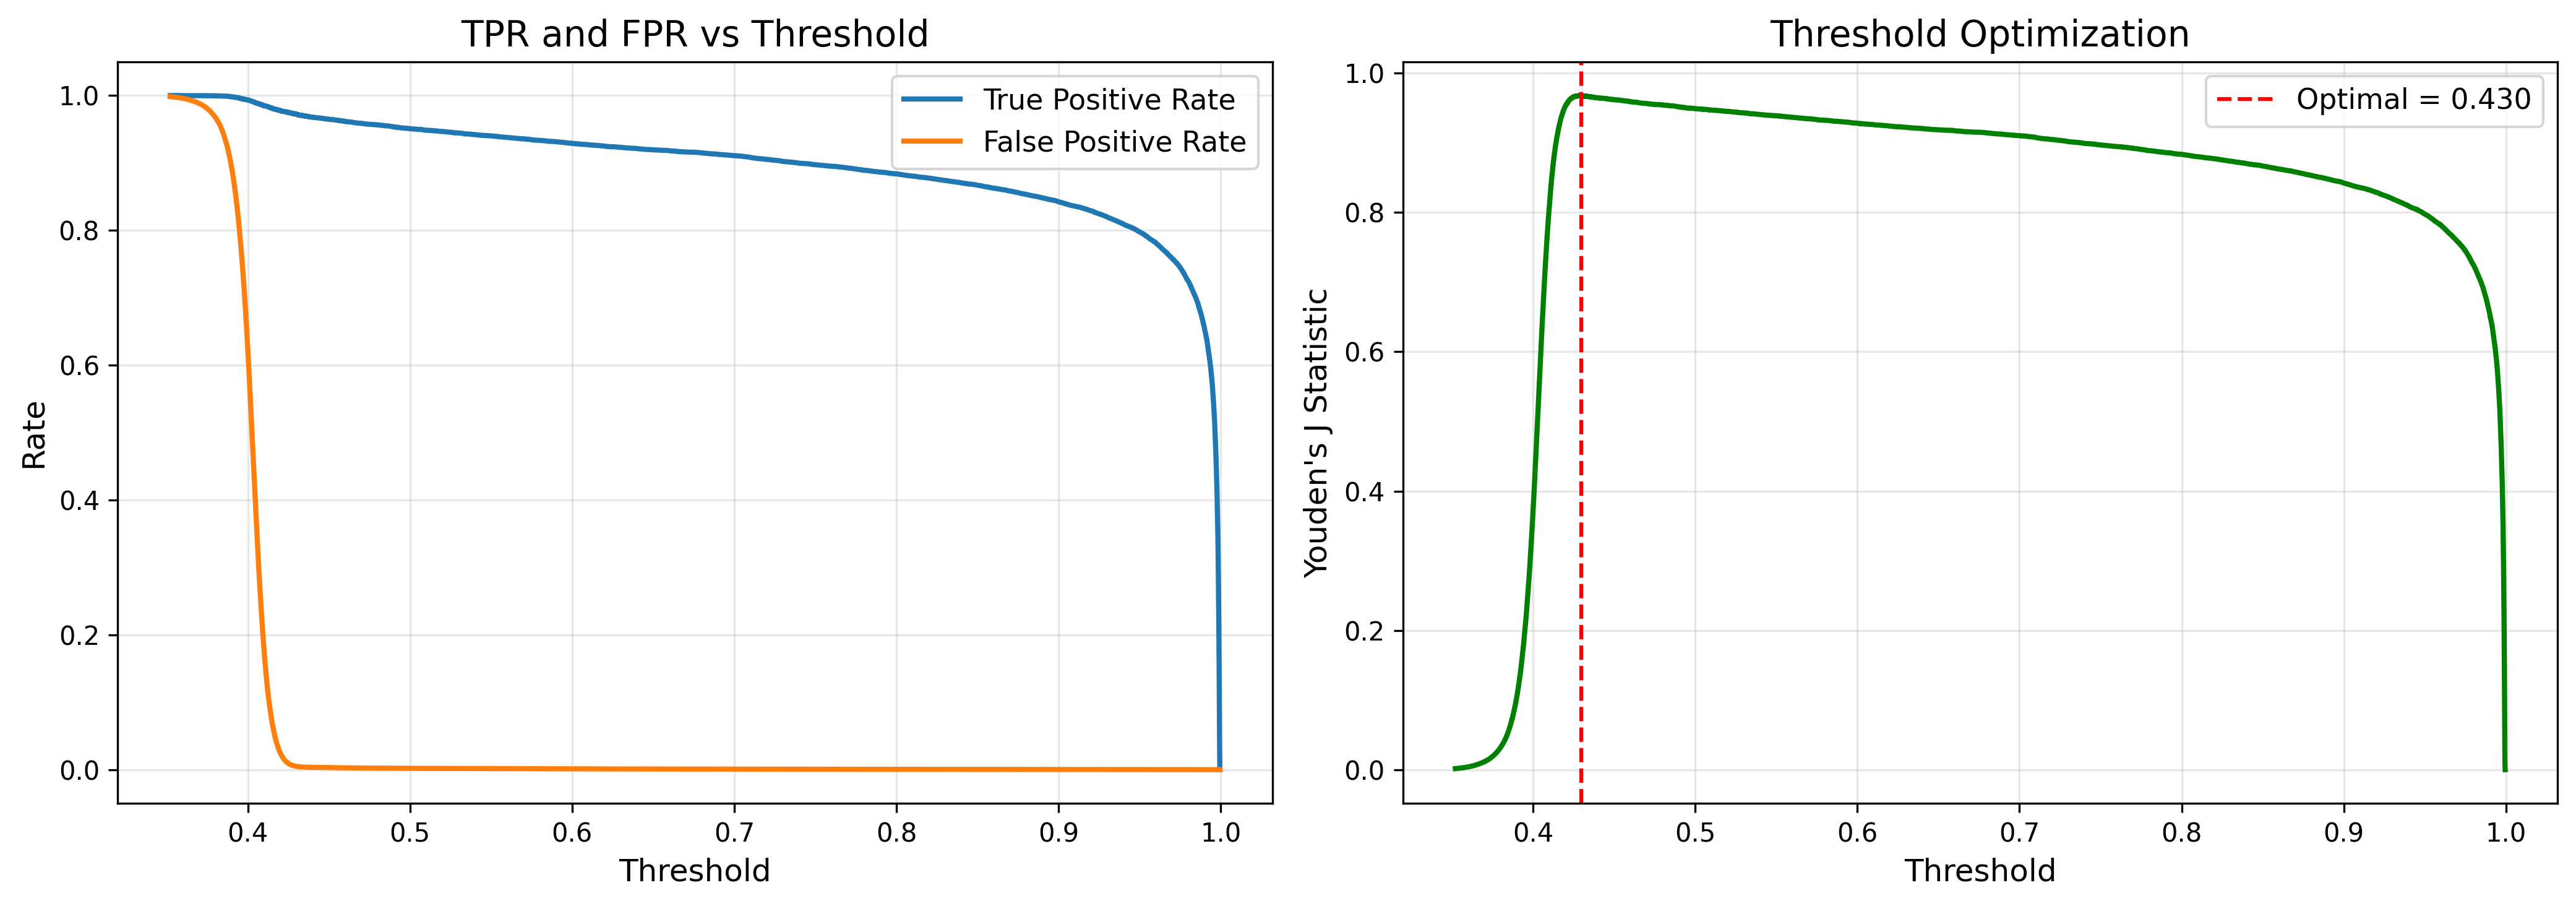 TPR and FPR vs Threshold
True Positive Rate
False Positive Rate
Rate
1.0
0.8
0.6
0.4
0.2
0.0
0.4 0.5 0.6 0.7 0.8 0.9 1.0
Threshold
Threshold Optimization
Optimal = 0.430
Youden's J Statistic
1.0
0.8
0.6
0.4
0.2
0.0
0.4 0.5 0.6 0.7 0.8 0.9 1.0
Threshold